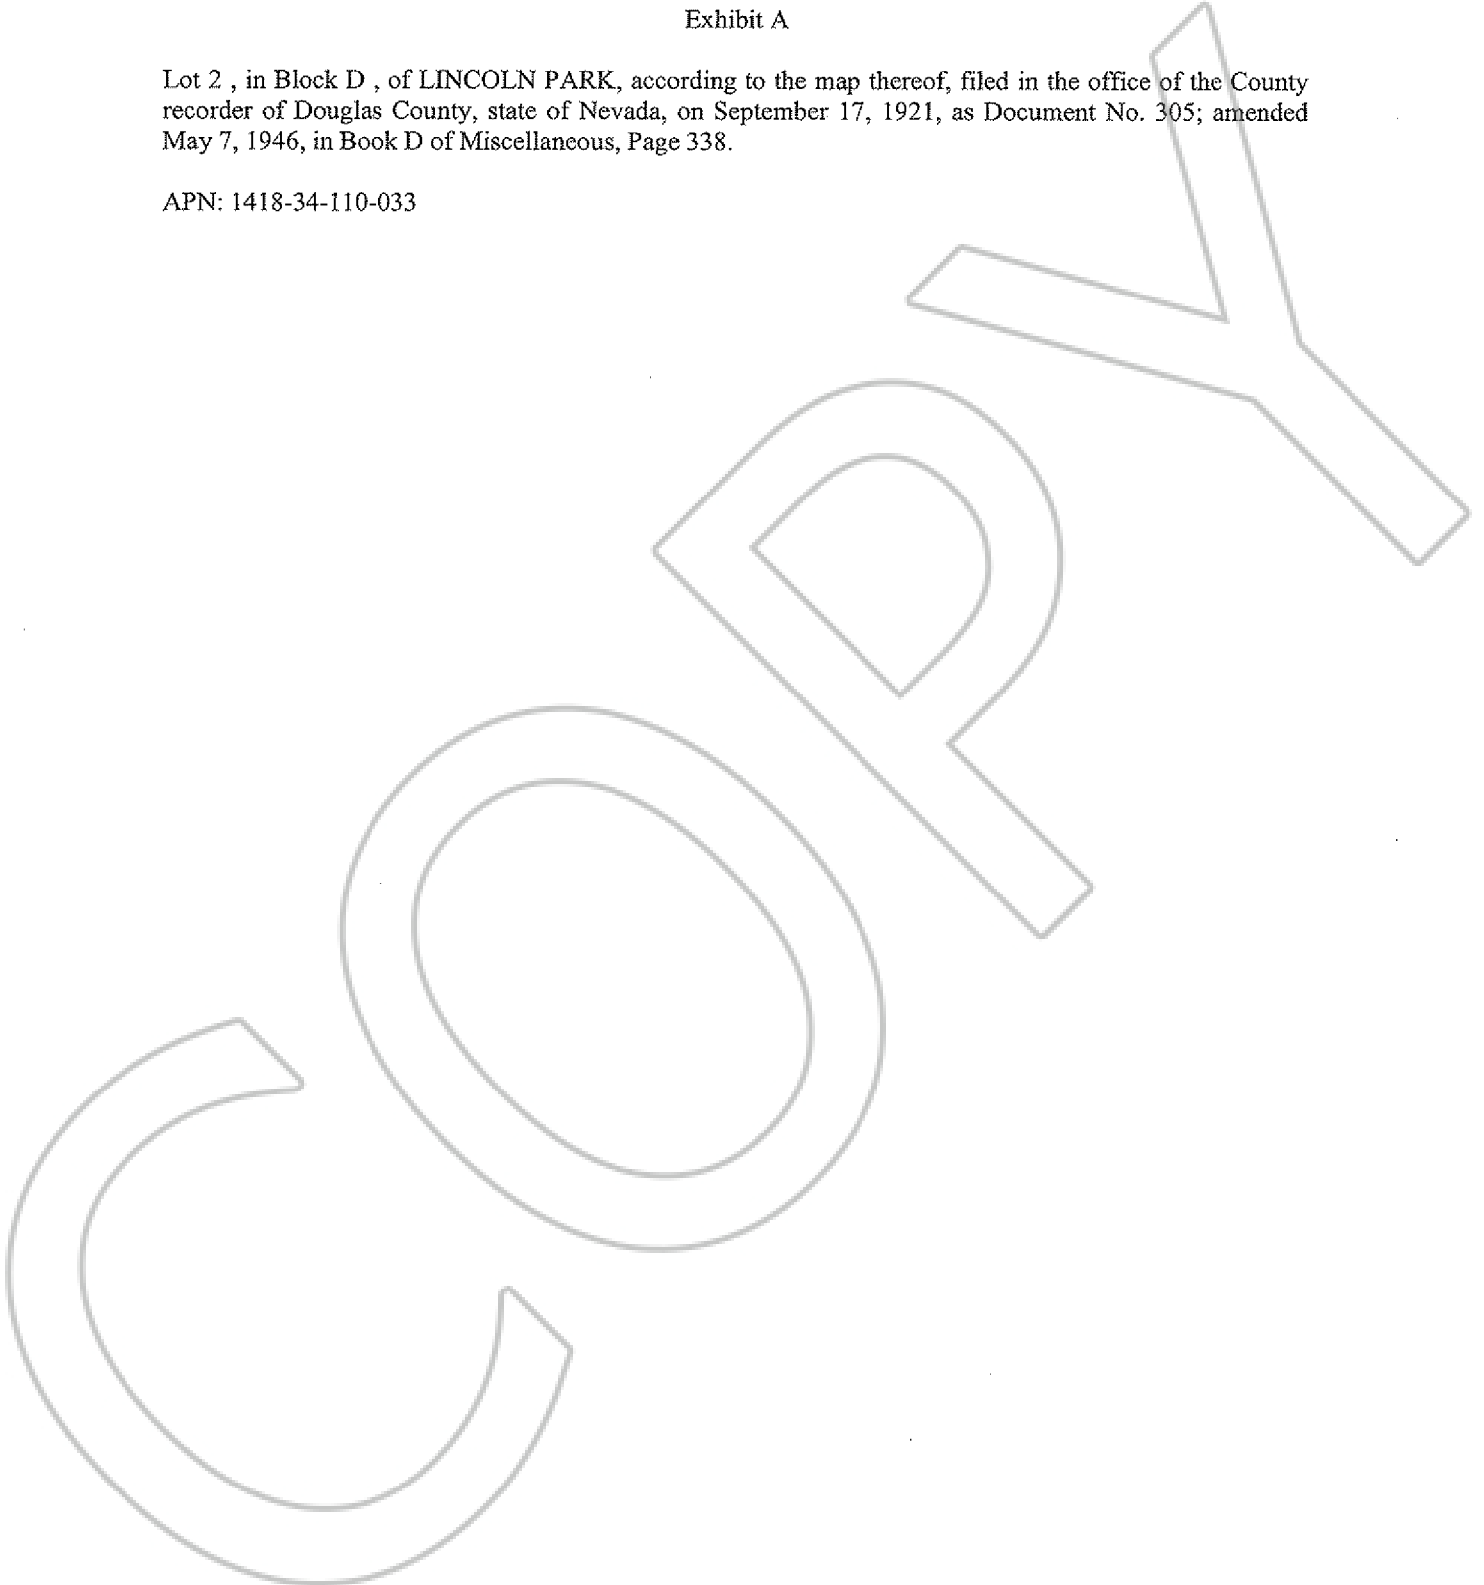 Exhibit A
Lot 2 , in Block D , of LINCOLN PARK, according to the map thereof, filed in the office of the County
recorder of Douglas County, state of Nevada, on September 17, 1921, as Document No. 305; amended
May 7, 1946, in Book D of Miscellaneous, Page 338.
APN: 1418-34-110-033
COPY